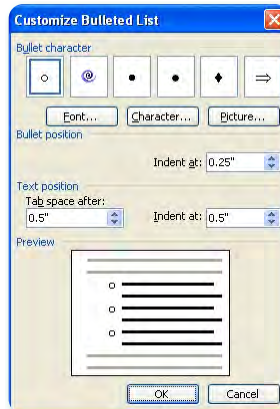 Customize Bulleted List
Bullet character
Font... Character... Picture...
Bullet position
Indent at: 0.25"
Text position
Tab space after:
0.5" Indent at: 0.5"
Preview
OK Cancel